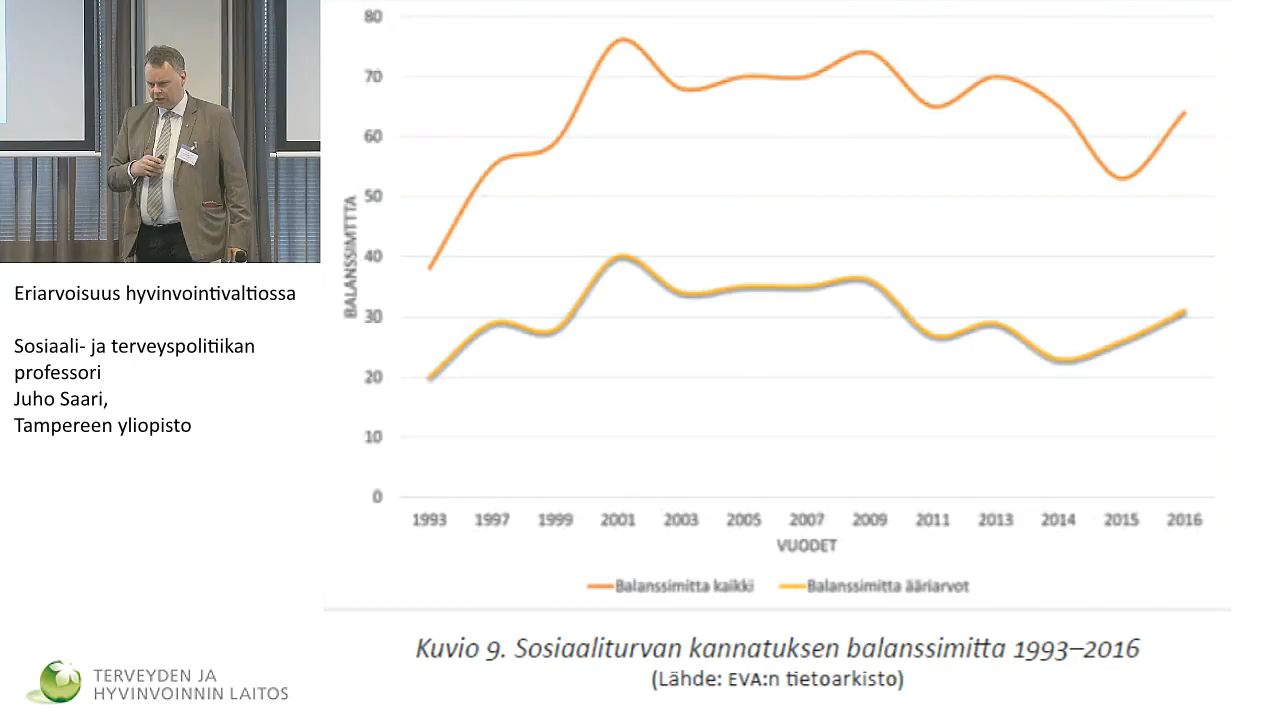 Eriarvoisuus hyvinvointivaltiossa
Sosiaali- ja terveyspolitiikan
professori
Juho Saari,
Tampereen yliopisto
TERVEYDEN JA
HYVINVOINNIN LAITOS
BALANSSIMTTTA
80
70
60
50
40
30
20
10
0
1993 1997 1999 2001 2003 2005 2007 2009 2011 2013 2014 2015 2016
VUODET
Balanssimitta kaikki Balanssimitta ääriarvot
Kuvio 9. Sosiaaliturvan kannatuksen balanssimitta 1993–2016
(Lähde: EVA:n tietoarkisto)